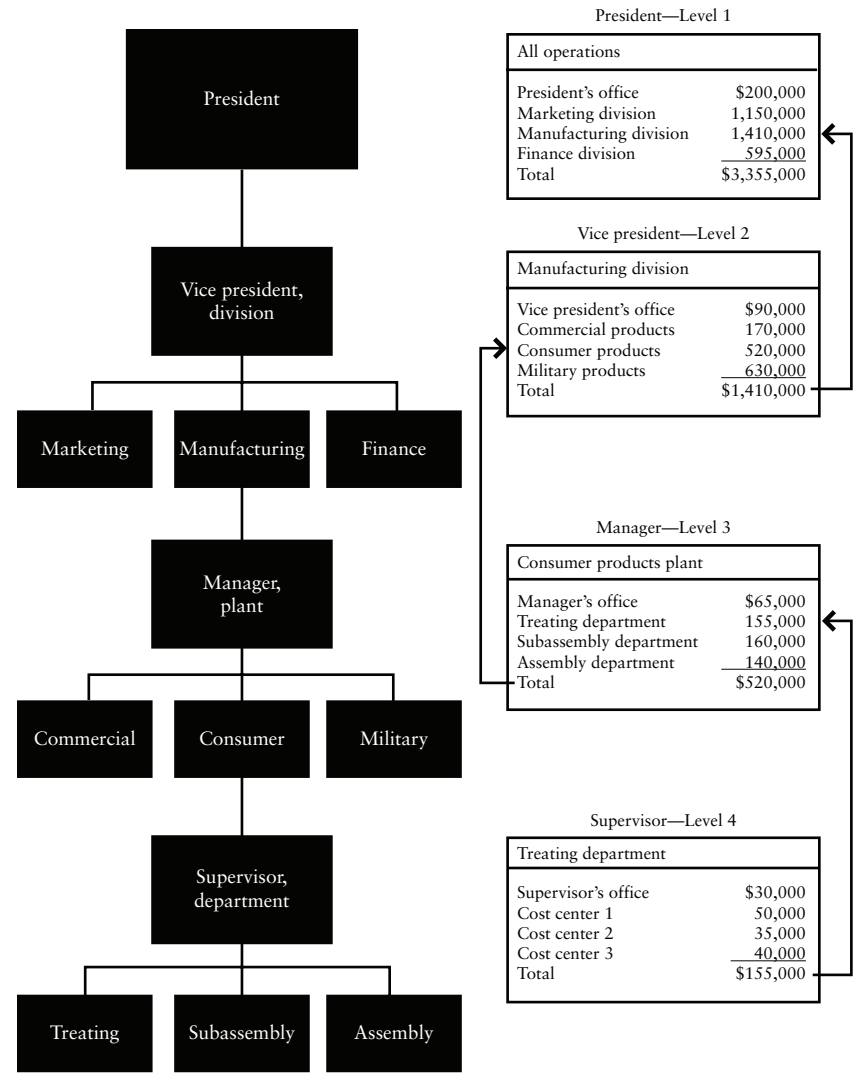 President
Vice president,
division
Marketing
Manufacturing
Finance
Manager,
plant
Commercial
Consumer
Military
Supervisor,
department
Treating
Subassembly
Assembly
President—Level 1
All operations
President’s office $200,000
Marketing division 1,150,000
Manufacturing division 1,410,000
Finance division 595,000
Total $3,355,000
Vice president—Level 2
Manufacturing division
Vice president’s office $90,000
Commercial products 170,000
Consumer products 520,000
Military products 630,000
Total $1,410,000
Manager—Level 3
Consumer products plant
Manager’s office $65,000
Treating department 155,000
Subassembly department 160,000
Assembly department 140,000
Total $520,000
Supervisor—Level 4
Treating department
Supervisor’s office $30,000
Cost center 1 50,000
Cost center 2 35,000
Cost center 3 40,000
Total $155,000